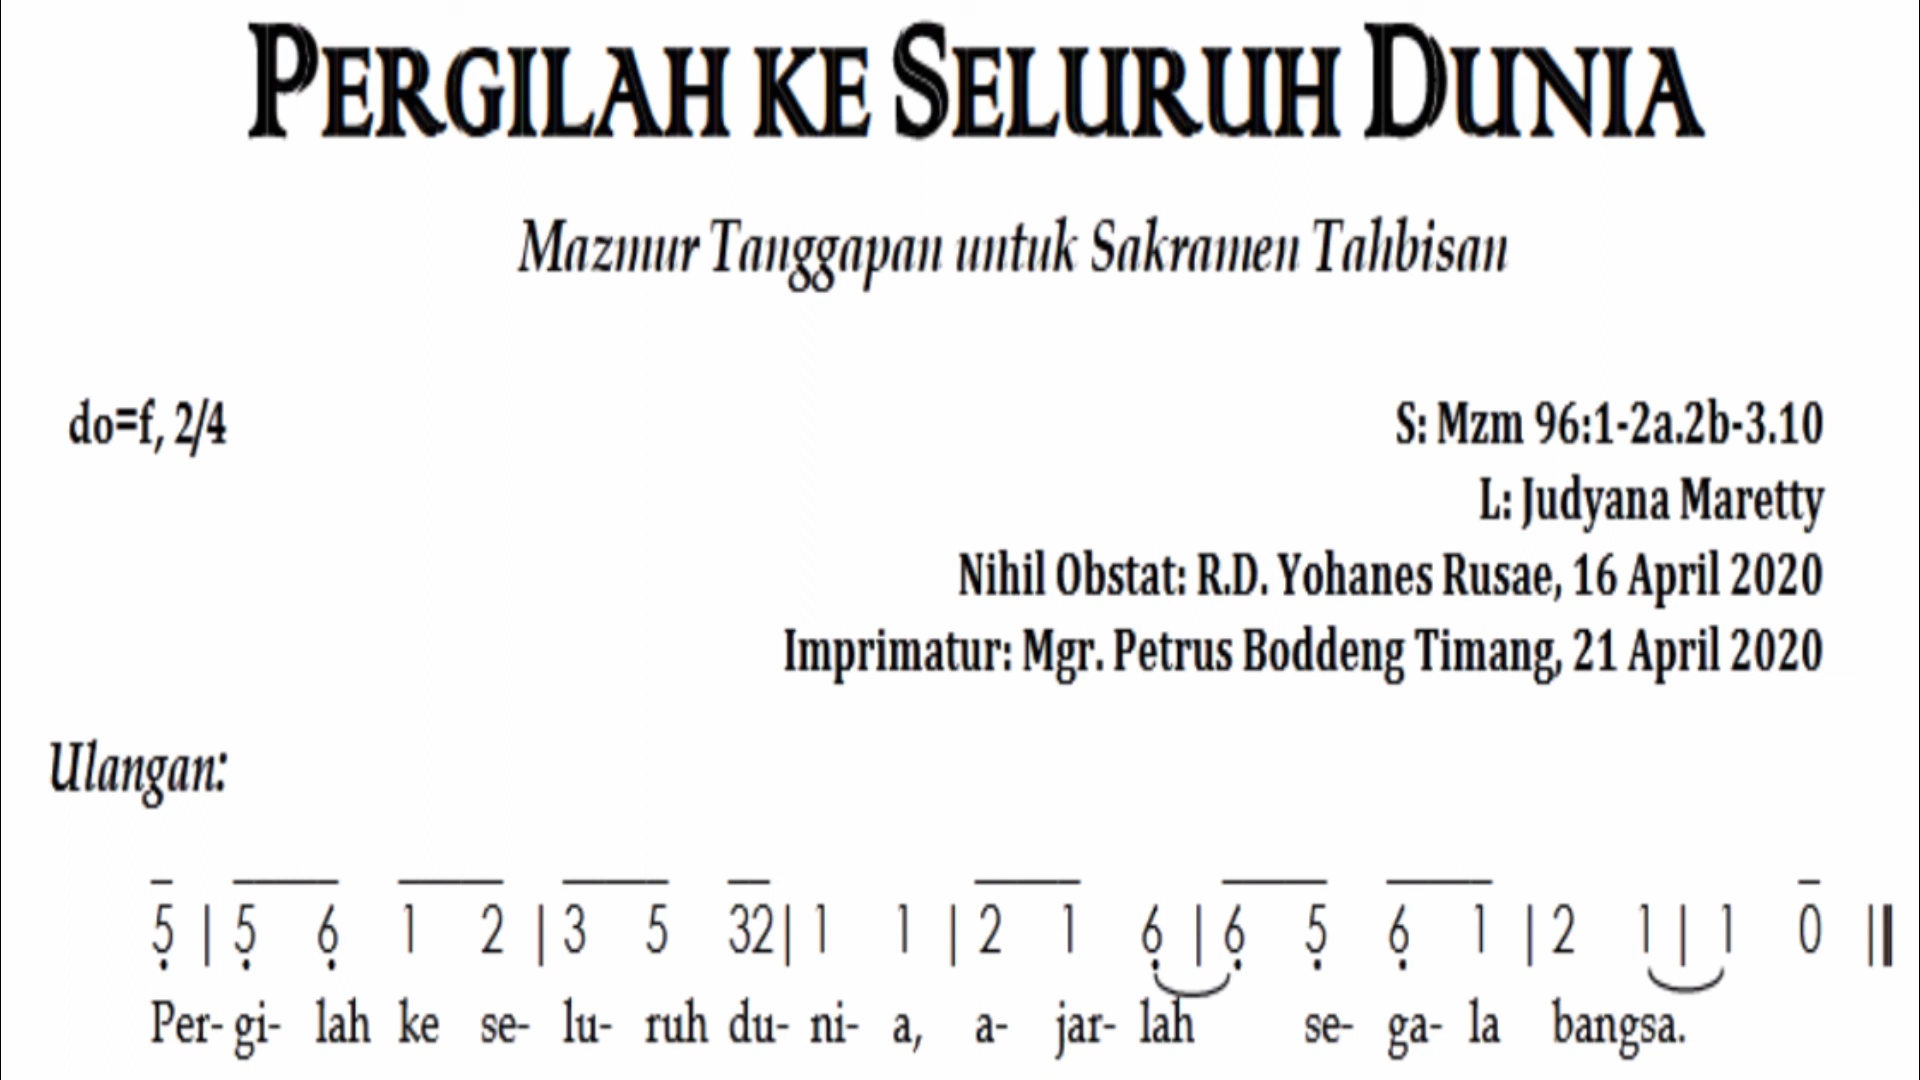 PERGILAH KE SELURUH DUNIA
Mazmur Tanggapan untuk Sakramen Tahbisan
do=f, 2/4
S: Mzm 96:1-2a.2b-3.10
L: Judyana Maretty
Nihil Obstat: R.D. Yohanes Rusae, 16 April 2020
Imprimatur: Mgr. Petrus Boddeng Timang, 21 April 2020
Ulangan:
5 | 5 6 1 2 | 3 5 32 | 1 1 | 2 1 6 | 6 5 6 1 | 2 1 | 1 0 ||
Per- gi- lah ke se- lu- ruh du- ni- a, a- jar- lah se- ga- la bangsa.